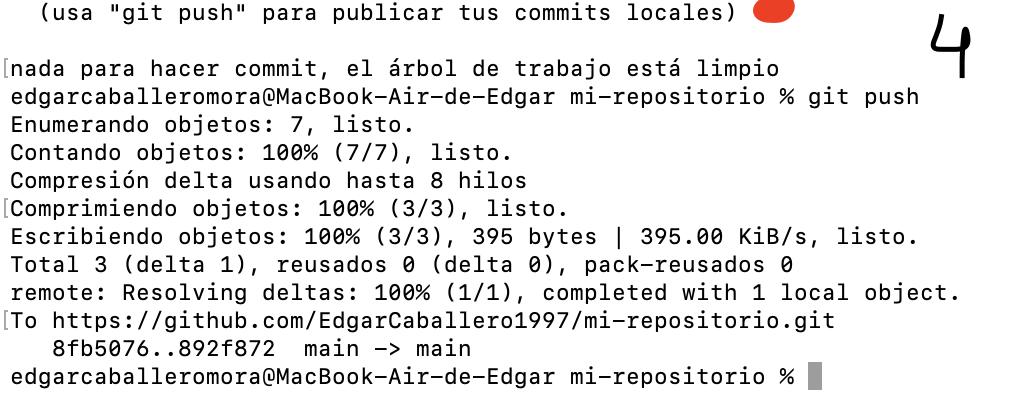 (usa "git push" para publicar tus commits locales)
4
nada para hacer commit, el árbol de trabajo está limpio
edgarcaballeromora@MacBook-Air-de-Edgar mi-repositorio % git push
Enumerando objetos: 7, listo.
Contando objetos: 100% (7/7), listo.
Compresión delta usando hasta 8 hilos
Comprimiendo objetos: 100% (3/3), listo.
Escribiendo objetos: 100% (3/3), 395 bytes | 395.00 KiB/s, listo.
Total 3 (delta 1), reusados 0 (delta 0), pack-reusados 0
remote: Resolving deltas: 100% (1/1), completed with 1 local object.
To https://github.com/EdgarCaballero1997/mi-repositorio.git
8fb5076..892f872  main -> main
edgarcaballeromora@MacBook-Air-de-Edgar mi-repositorio %